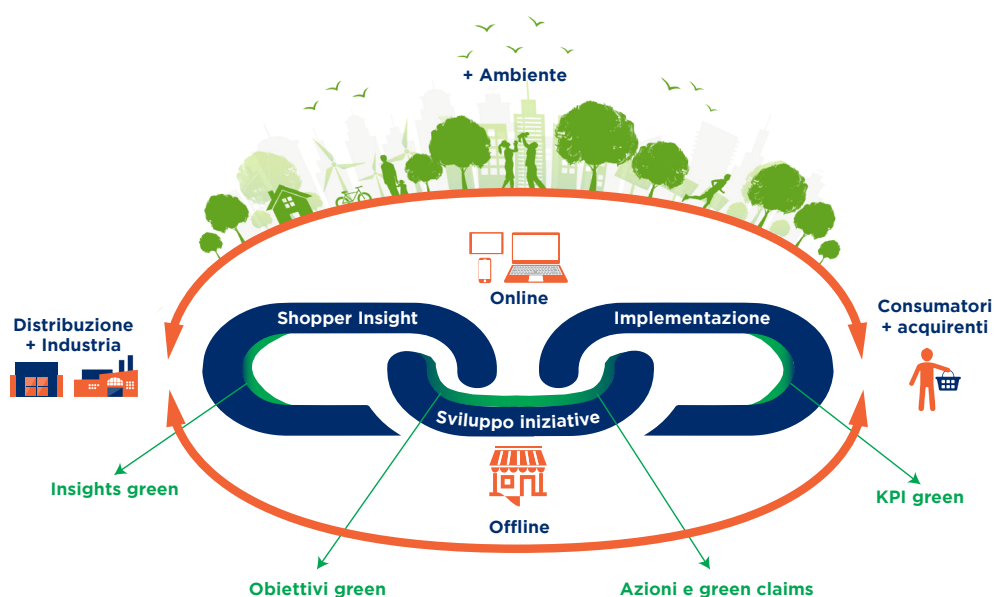 + Ambiente
Online
Shopper Insight
Implementazione
Distribuzione
+ Industria
Consumatori
+ acquirenti
Sviluppo iniziative
Insights green
KPI green
Offline
Obiettivi green
Azioni e green claims